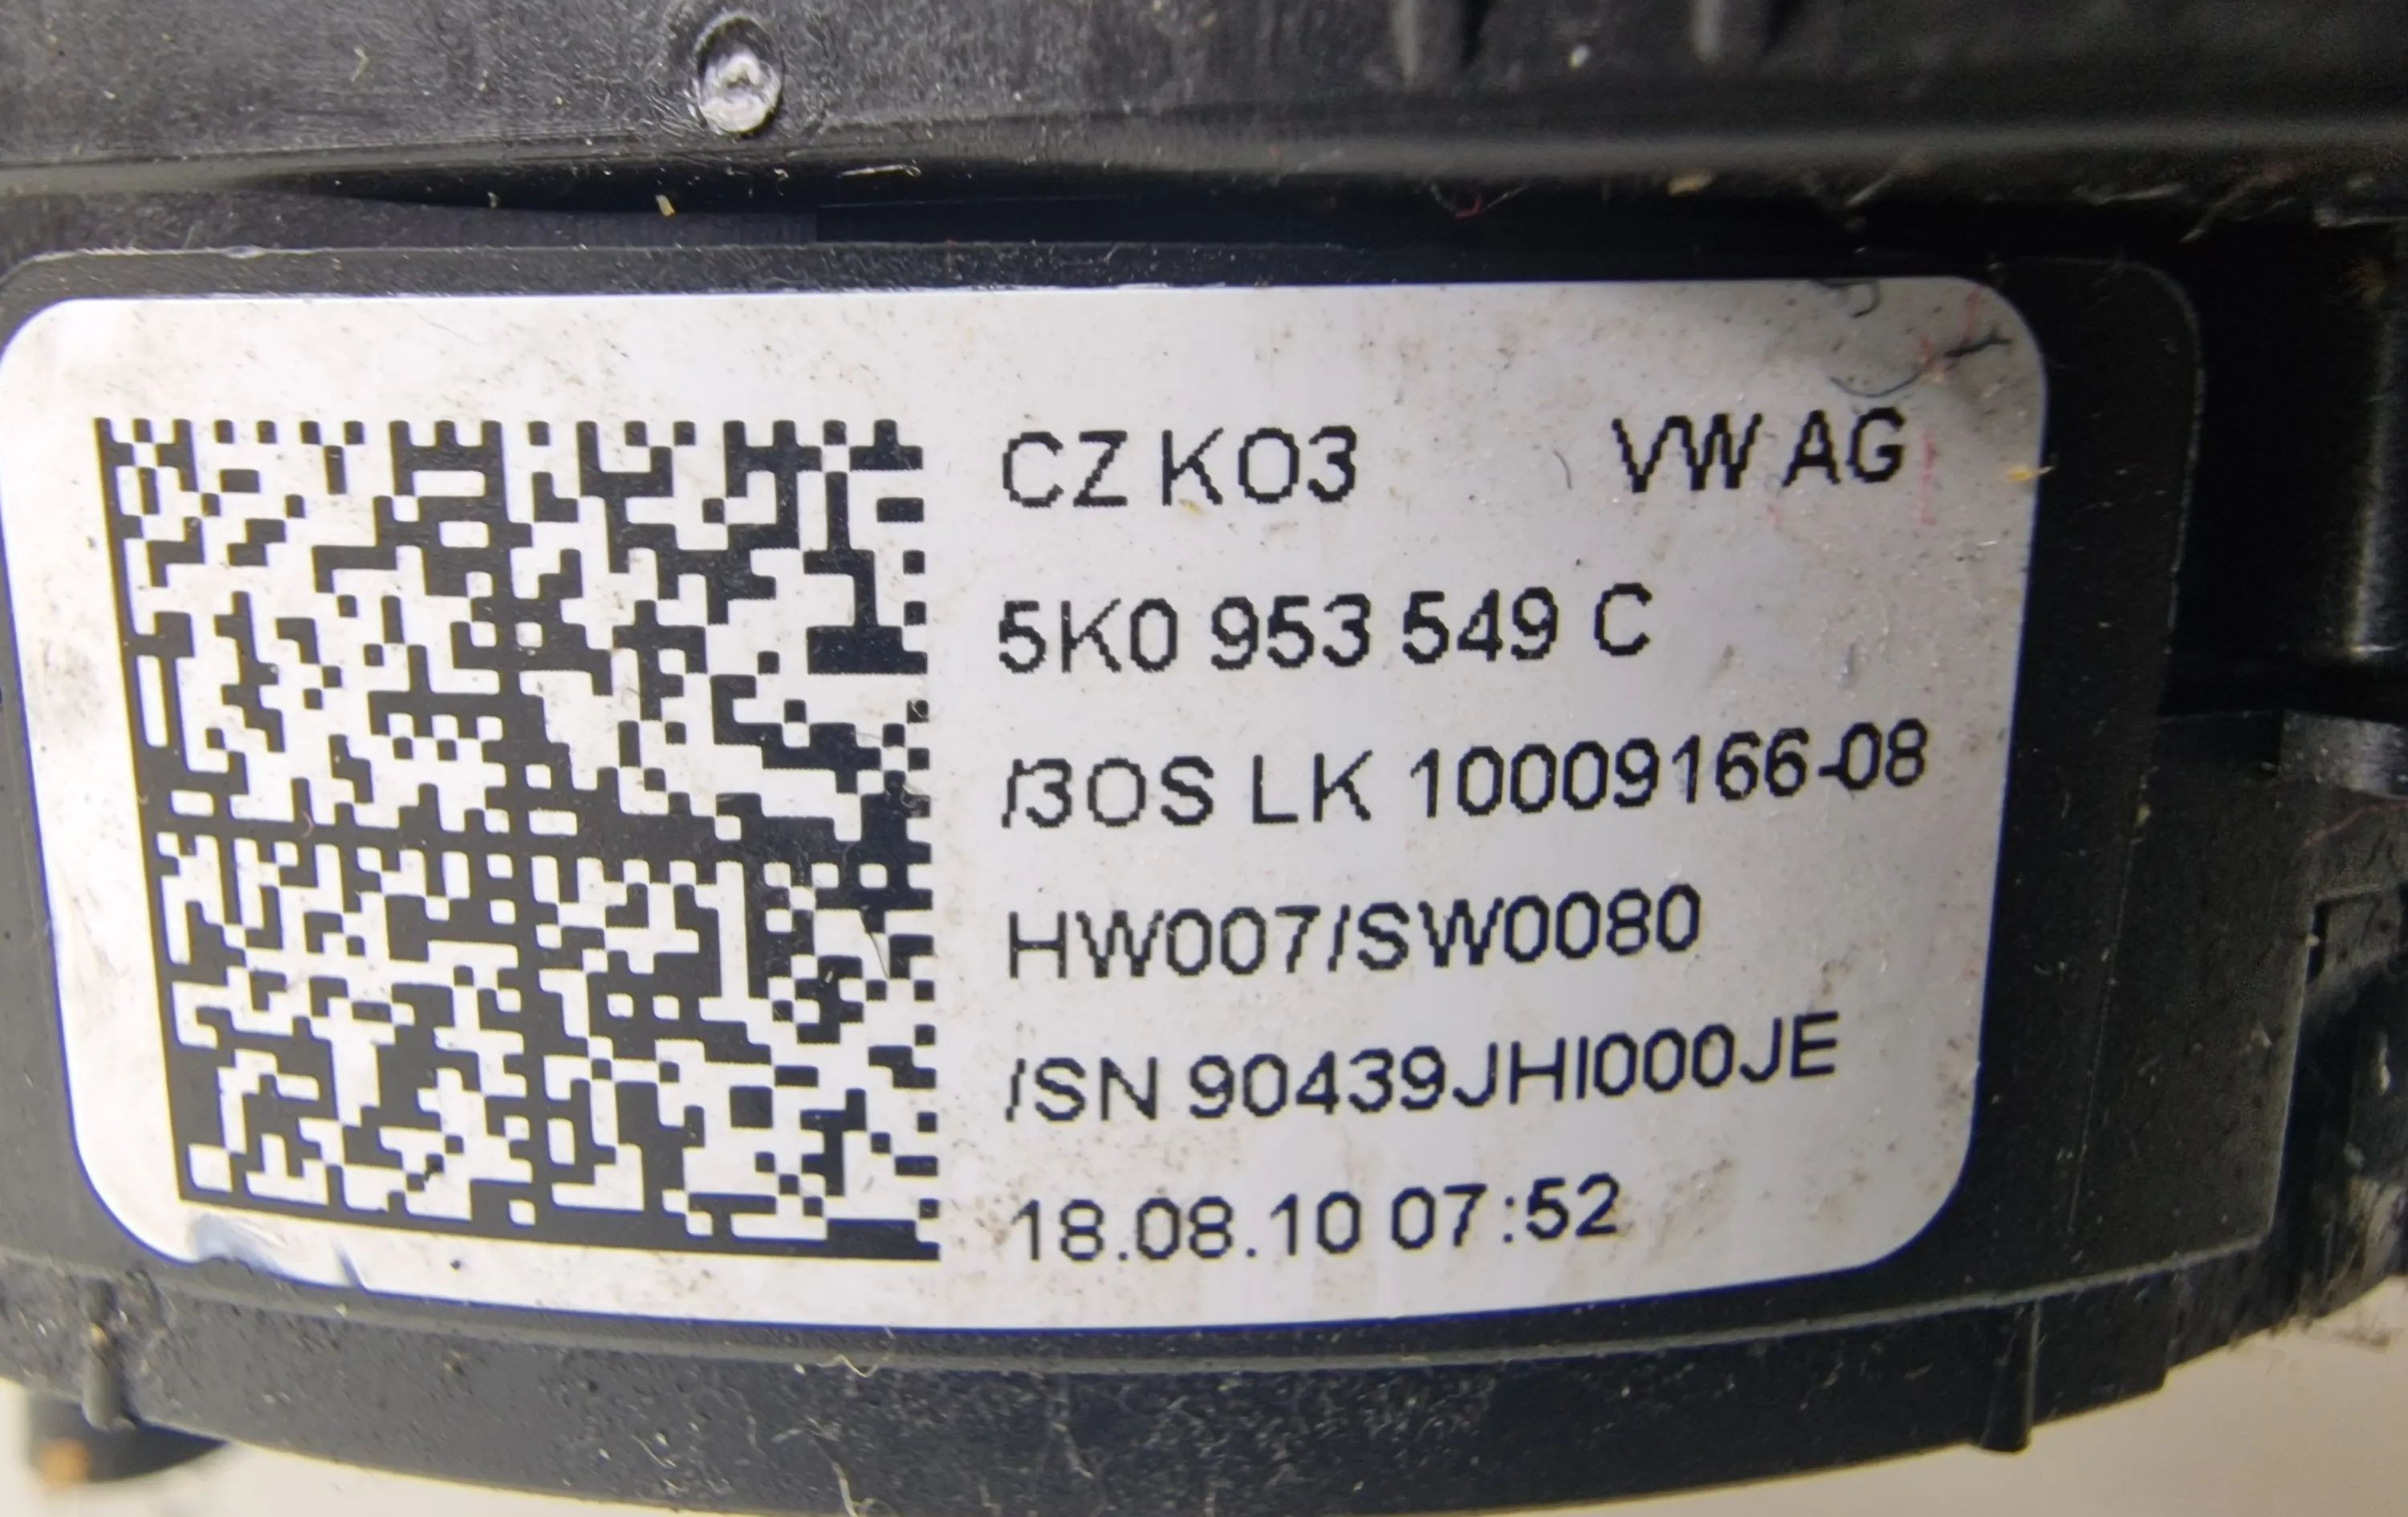 CZ KO3 VW AG
5K0 953 549 C
/3OS LK 10009166-08
HW007/SW0080
/SN 90439JHI000JE
18.08.10 07:52